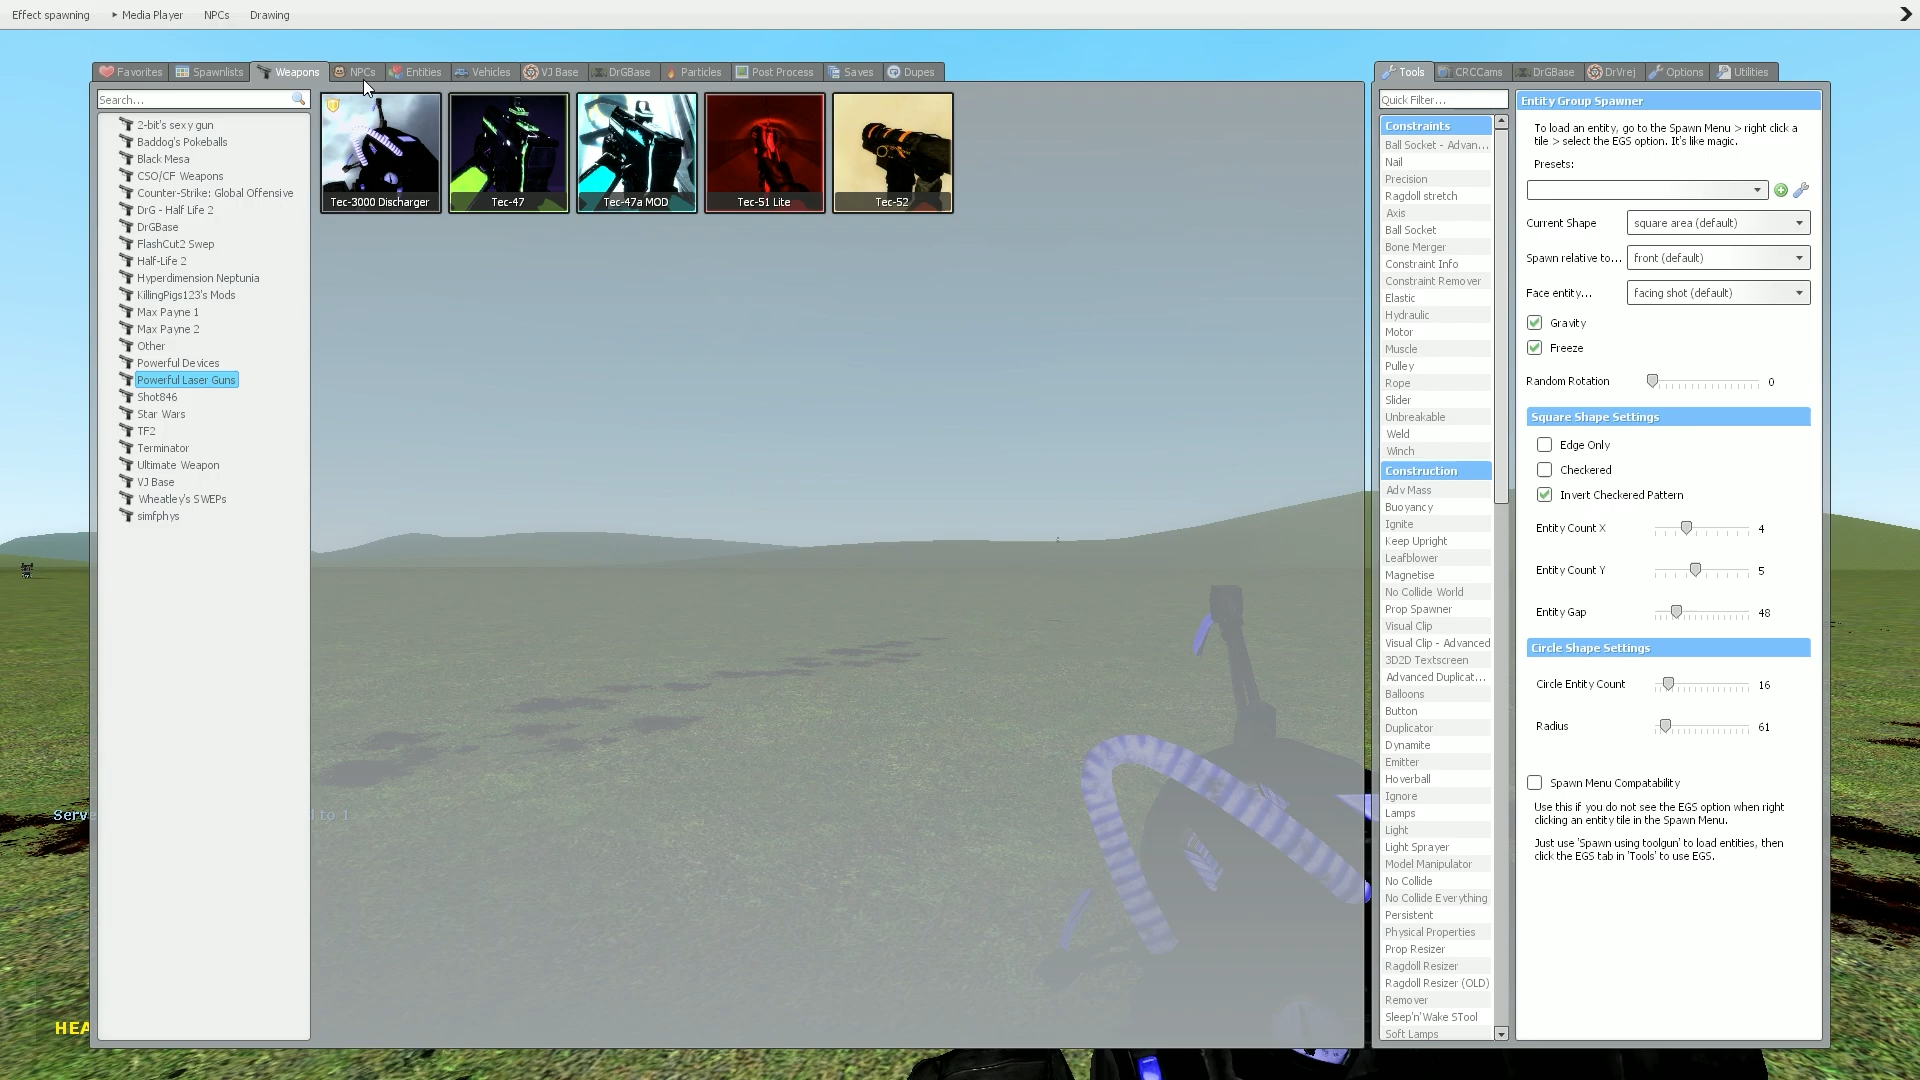 Effect spawning
Media Player
NPCs
Drawing
Favorites
Spawnlists
Weapons
NPCs
Entities
Vehicles
VJ Base
DrGBase
Particles
Post Process
Saves
Dupes
Search...
2-bit's sexy gun
Baddog's Pokeballs
Black Mesa
CSO/CF Weapons
Counter-Strike: Global Offensive
DrG - Half Life 2
DrGBase
FlashCut2 Swep
Half-Life 2
Hyperdimension Neptunia
KillingPigs123's Mods
Max Payne 1
Max Payne 2
Other
Powerful Devices
Powerful Laser Guns
Shot846
Star Wars
TF2
Terminator
Ultimate Weapon
VJ Base
Wheatley's SWEPs
simfphys
Tec-3000 Discharger
Tec-47
Tec-47a MOD
Tec-51 Lite
Tec-52
Serve
d to 1
HEA
Tools
CRCCams
DrGBase
DrVrej
Options
Utilities
Quick Filter...
Constraints
Ball Socket - Advan...
Nail
Precision
Ragdoll stretch
Axis
Ball Socket
Bone Merger
Constraint Info
Constraint Remover
Elastic
Hydraulic
Motor
Muscle
Pulley
Rope
Slider
Unbreakable
Weld
Winch
Construction
Adv Mass
Buoyancy
Ignite
Keep Upright
Leafblower
Magnetise
No Collide World
Prop Spawner
Visual Clip
Visual Clip - Advanced
3D2D Textscreen
Advanced Duplicat...
Balloons
Button
Duplicator
Dynamite
Emitter
Hoverball
Ignore
Lamps
Light
Light Sprayer
Model Manipulator
No Collide
No Collide Everything
Persistent
Physical Properties
Prop Resizer
Ragdoll Resizer
Ragdoll Resizer (OLD)
Remover
Sleep'n'Wake STool
Soft Lamps
Entity Group Spawner
To load an entity, go to the Spawn Menu > right click a
tile > select the EGS option. It's like magic.
Presets:
Current Shape
square area (default)
Spawn relative to...
front (default)
Face entity...
facing shot (default)
Gravity
Freeze
Random Rotation
0
Square Shape Settings
Edge Only
Checkered
Invert Checkered Pattern
Entity Count X
4
Entity Count Y
5
Entity Gap
48
Circle Shape Settings
Circle Entity Count
16
Radius
61
Spawn Menu Compatability
Use this if you do not see the EGS option when right
clicking an entity tile in the Spawn Menu.
Just use 'Spawn using toolgun' to load entities, then
click the EGS tab in 'Tools' to use EGS.